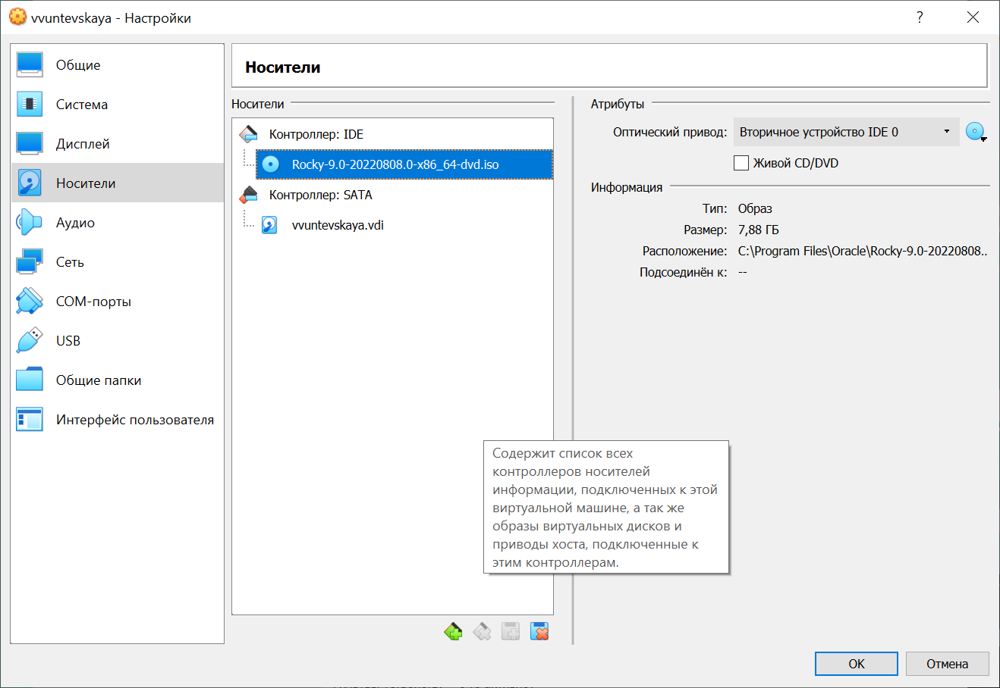 vvuntevskaya - Настройки
?
Общие
Система
Дисплей
Носители
Аудио
Сеть
COM-порты
USB
Общие папки
Интерфейс пользователя
Носители
Носители
Контроллер: IDE
Rocky-9.0-20220808.0-x86_64-dvd.iso
Контроллер: SATA
vvuntevskaya.vdi
Атрибуты
Оптический привод: Вторичное устройство IDE 0
Живой CD/DVD
Информация
Тип: Образ
Размер: 7,88 ГБ
Расположение: C:\Program Files\Oracle\Rocky-9.0-20220808..
Подсоединён к: --
Содержит список всех
контроллеров носителей
информации, подключенных к этой
виртуальной машине, а так же
образы виртуальных дисков и
приводы хоста, подключенные к
этим контроллерам.
OK
Отмена